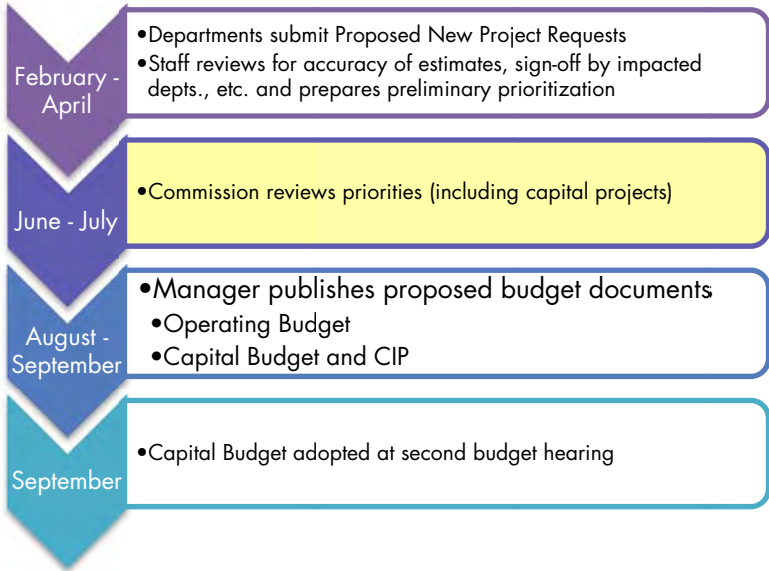 February -
April
•Departments submit Proposed New Project Requests
•Staff reviews for accuracy of estimates, sign-off by impacted
depts., etc. and prepares preliminary prioritization
June - July
•Commission reviews priorities (including capital projects)
August -
September
•Manager publishes proposed budget documents
•Operating Budget
•Capital Budget and CIP
September
•Capital Budget adopted at second budget hearing